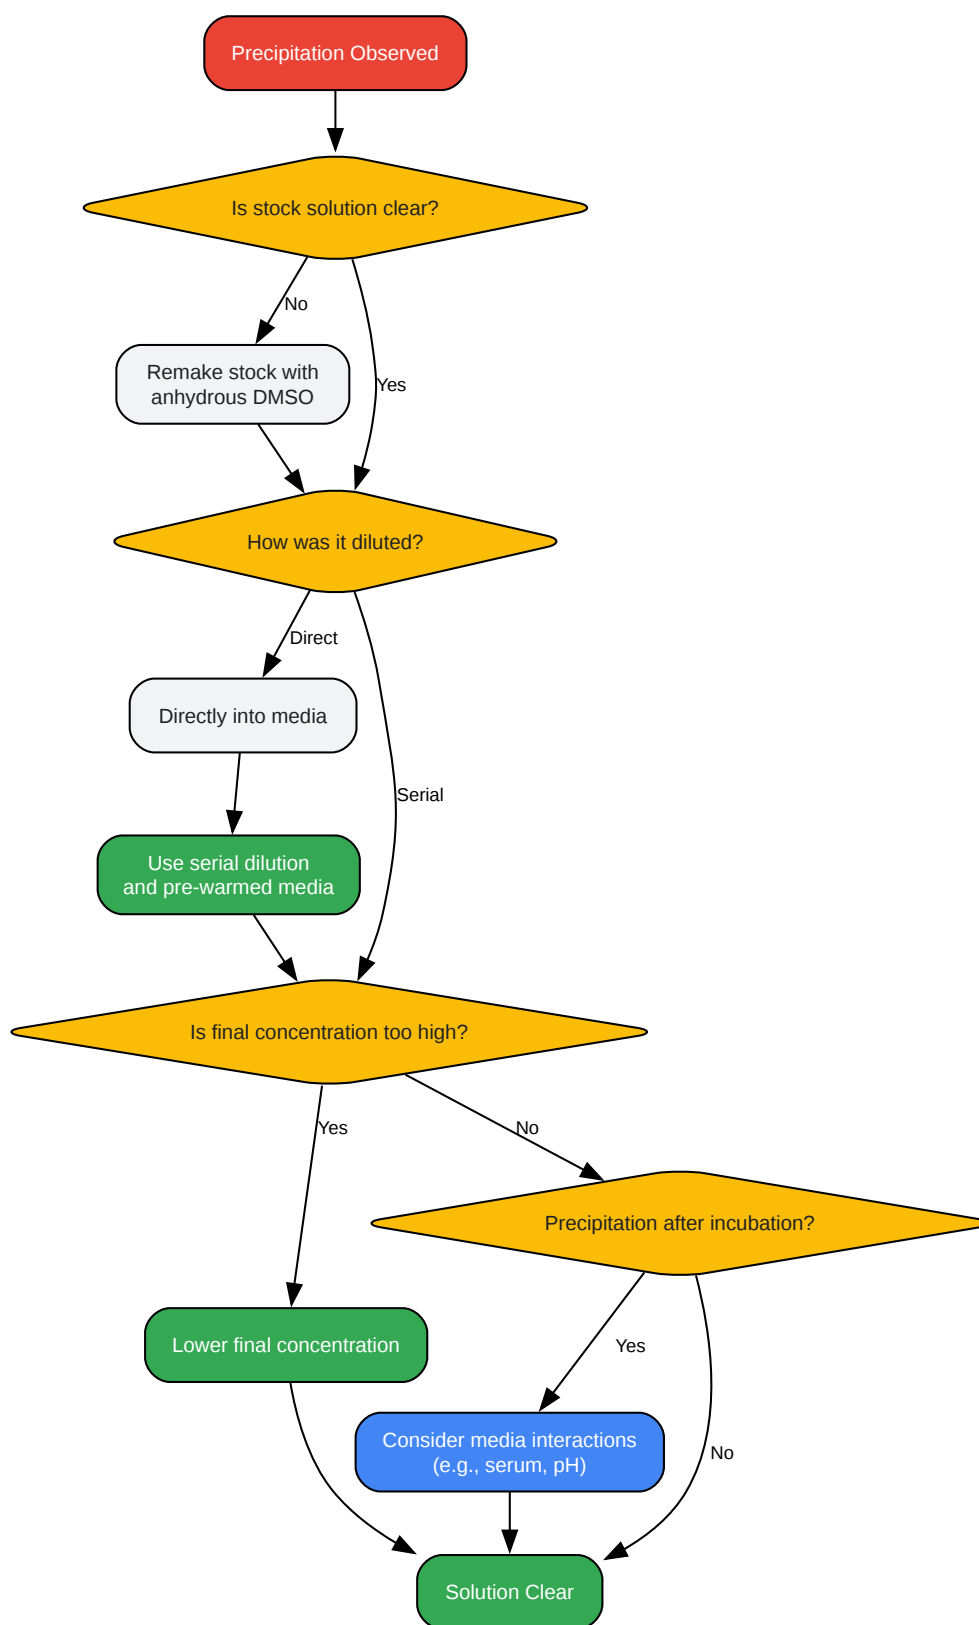 Precipitation Observed
Is stock solution clear?
No
Remake stock with
anhydrous DMSO
Yes
How was it diluted?
Direct
Directly into media
Serial
Use serial dilution
and pre-warmed media
Is final concentration too high?
Yes
No
Precipitation after incubation?
Lower final concentration
Yes
Consider media interactions
(e.g., serum, pH)
No
Solution Clear